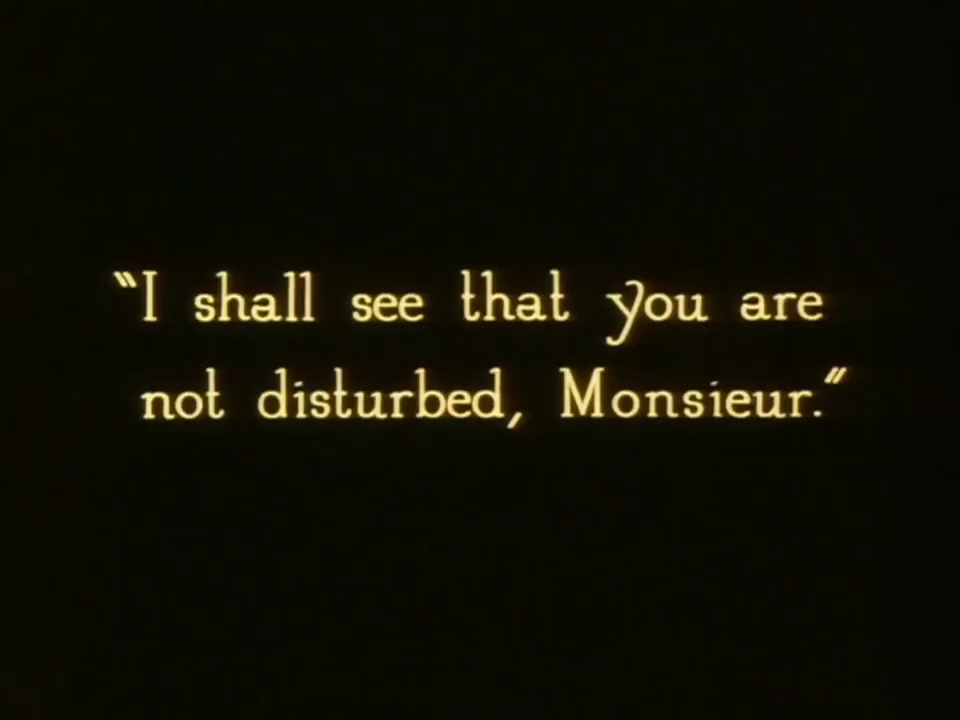 “I shall see that you are
not disturbed, Monsieur.”